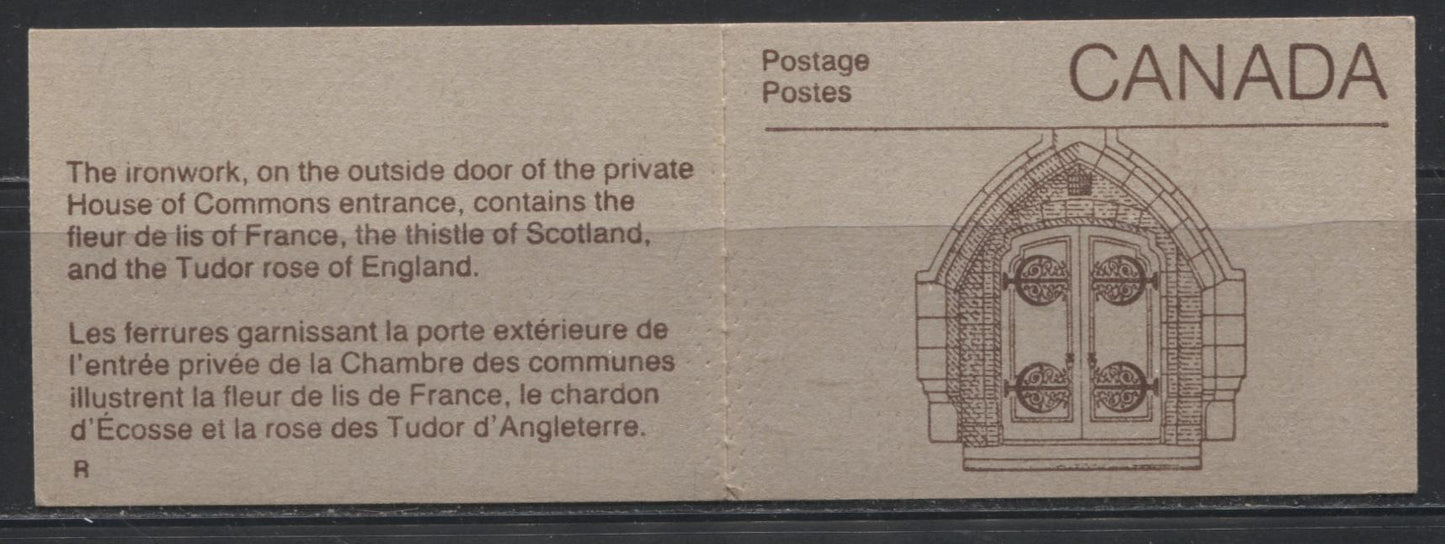 The ironwork, on the outside door of the private
House of Commons entrance, contains the
fleur de lis of France, the thistle of Scotland,
and the Tudor rose of England.
Les ferrures garnissant la porte extérieure de
l'entrée privée de la Chambre des communes
illustrent la fleur de lis de France, le chardon
d'Écosse et la rose des Tudor d'Angleterre.
R
Postage
Postes
CANADA